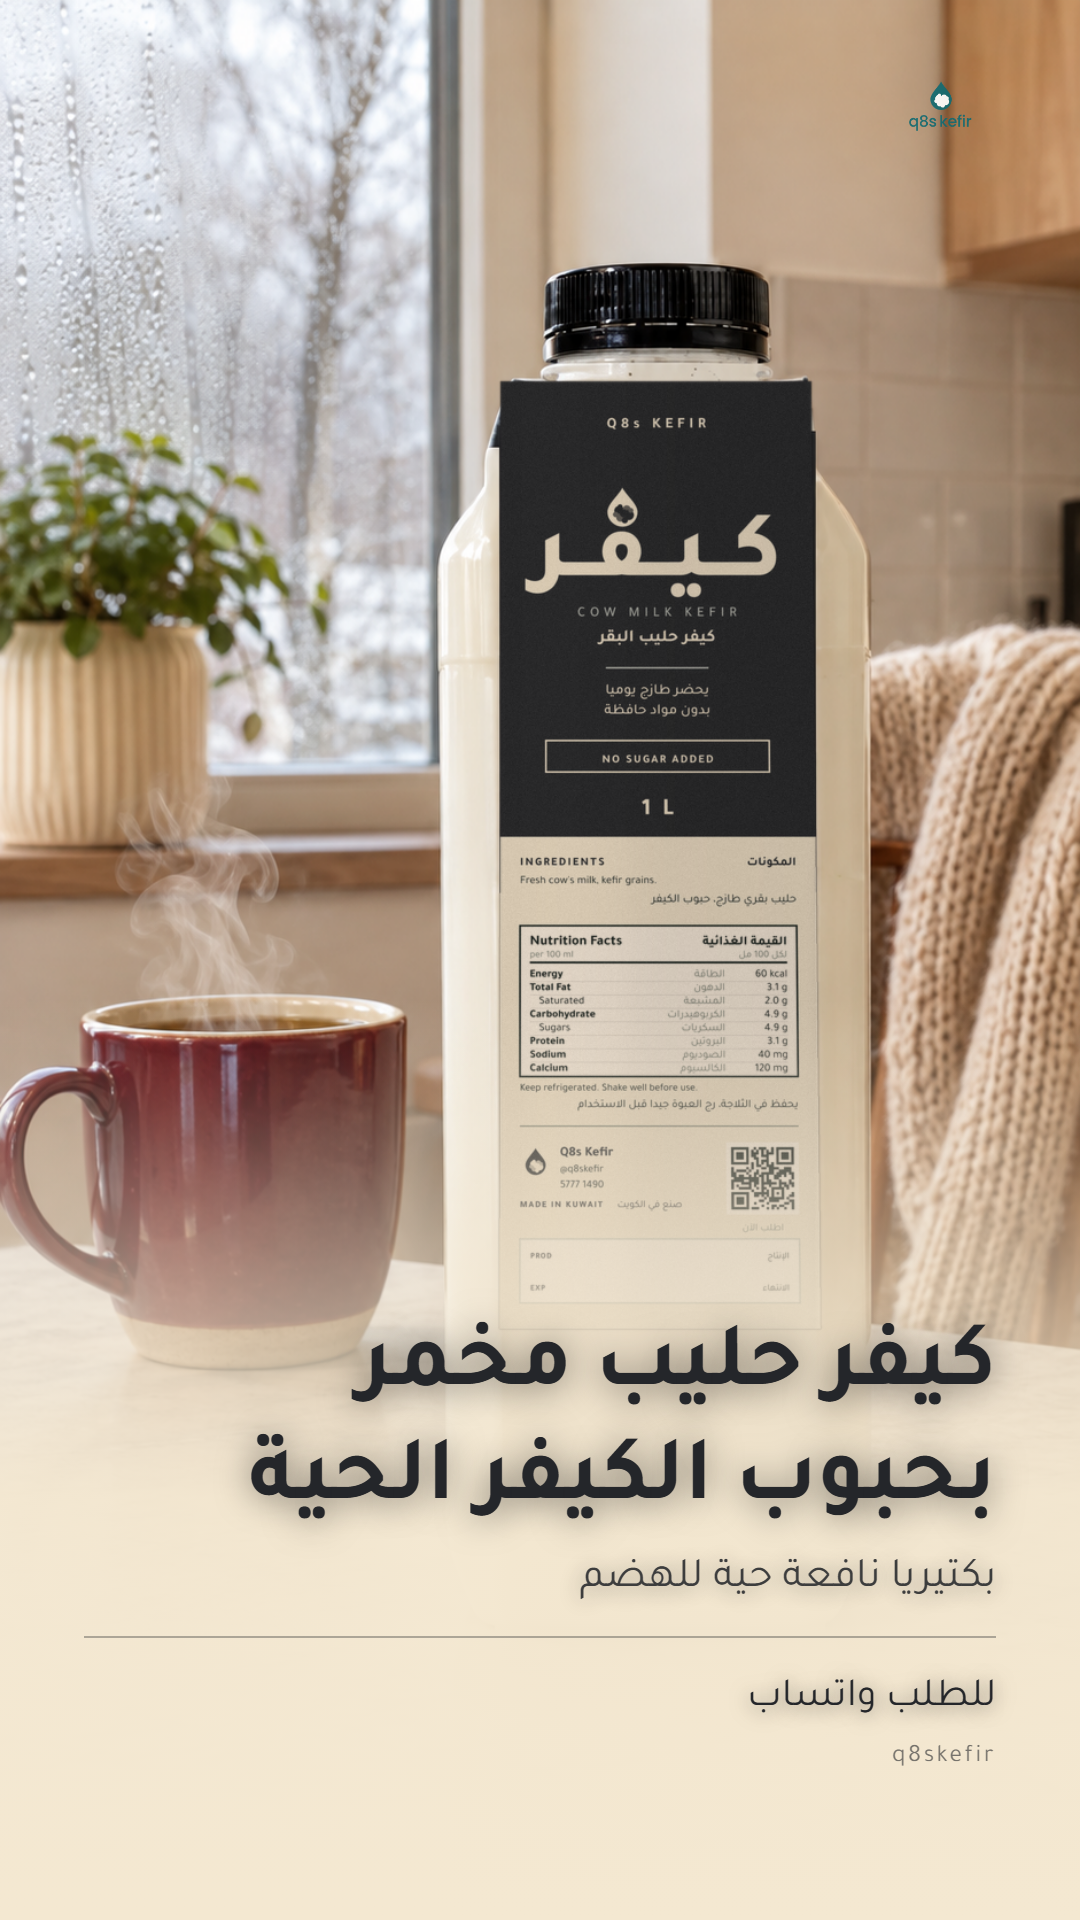 q8s kefir
Q8s KEFIR
كيفر
COW MILK KEFIR
كيفر حليب البقر
يحضر طازج يوميا
بدون مواد حافظة
NO SUGAR ADDED
1 L
INGREDIENTS المكونات
Fresh cow's milk, kefir grains.
حليب بقري طازج، حبوب الكيفر
Nutrition Facts القيمة الغذائية
per 100 ml لكل 100 مل
Energy الطاقة 60 kcal
Total Fat الدهون 3.1 g
Saturated المشبعة 2.0 g
Carbohydrate الكربوهيدرات 4.9 g
Sugars السكريات 4.9 g
Protein البروتين 3.1 g
Sodium الصوديوم 40 mg
Calcium الكالسيوم 120 mg
Keep refrigerated. Shake well before use.
يحفظ في الثلاجة، رج العبوة جيدا قبل الاستخدام
Q8s Kefir
@q8skefir
5777 1490
MADE IN KUWAIT صنع في الكويت
اطلب الآن
PROD الإنتاج
EXP الانتهاء
كيفر حليب مخمر
بحبوب الكيفر الحية
بكتيريا نافعة حية للهضم
للطلب واتساب
q8skefir